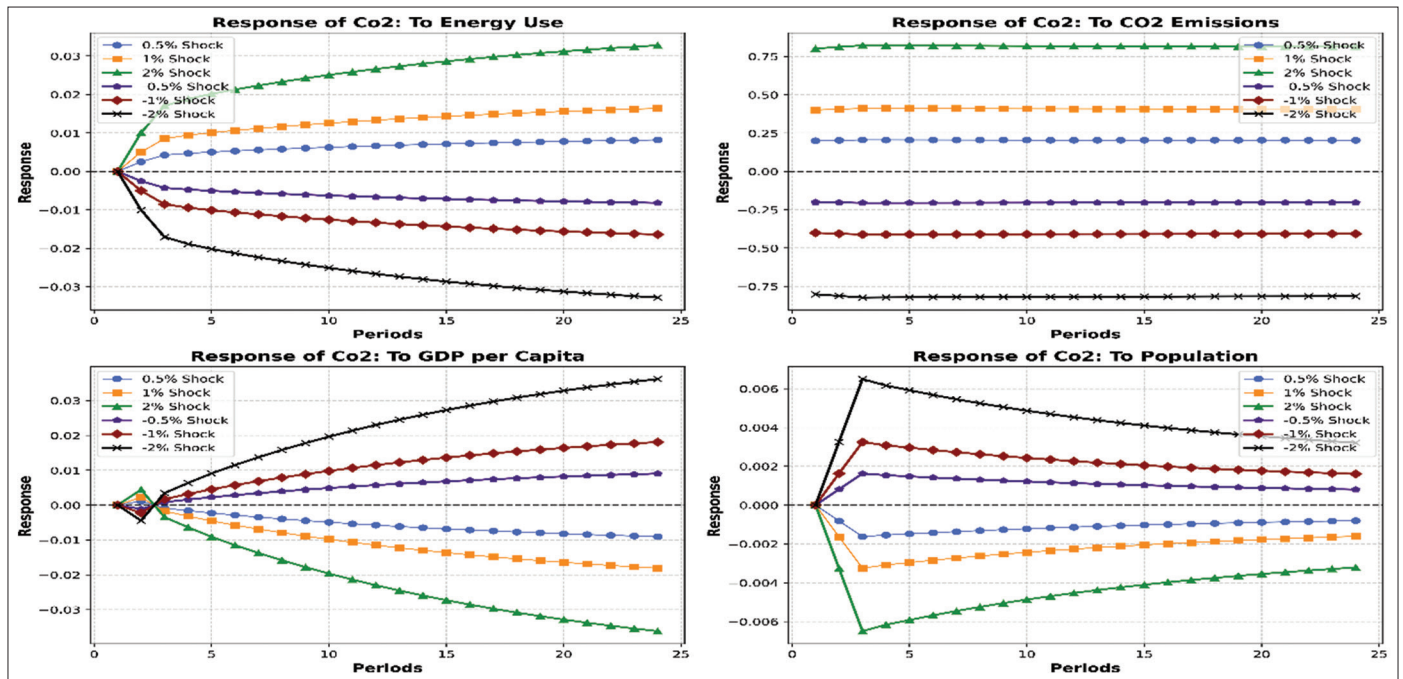 Response of Co2: To Energy Use
0.5% Shock
1% Shock
2% Shock
0.5% Shock
-1% Shock
-2% Shock
0.03
0.02
0.01
0.00
−0.01
−0.02
−0.03
Response
0 5 10 15 20 25
Periods
Response of Co2: To CO2 Emissions
0.5% Shock
1% Shock
2% Shock
0.5% Shock
-1% Shock
-2% Shock
0.75
0.50
0.25
0.00
−0.25
−0.50
−0.75
Response
0 5 10 15 20 25
Periods
Response of Co2: To GDP per Capita
0.5% Shock
1% Shock
2% Shock
-0.5% Shock
-1% Shock
-2% Shock
0.03
0.02
0.01
0.00
−0.01
−0.02
−0.03
Response
0 5 10 15 20 25
Periods
Response of Co2: To Population
0.5% Shock
1% Shock
2% Shock
-0.5% Shock
-1% Shock
-2% Shock
0.006
0.004
0.002
0.000
−0.002
−0.004
−0.006
Response
0 5 10 15 20 25
Periods